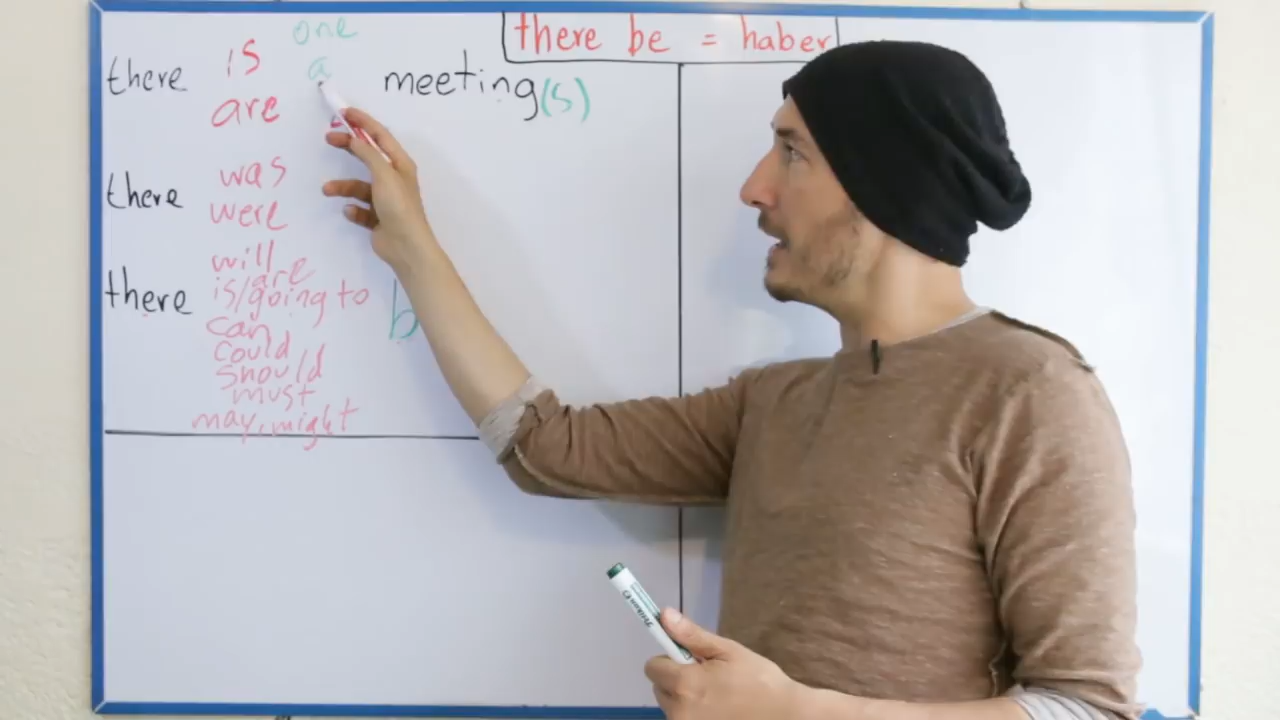 there be = haber
one
there is a meeting(s)
are
was
there were
will
are
there is/going to b
can
could
should
must
may, might